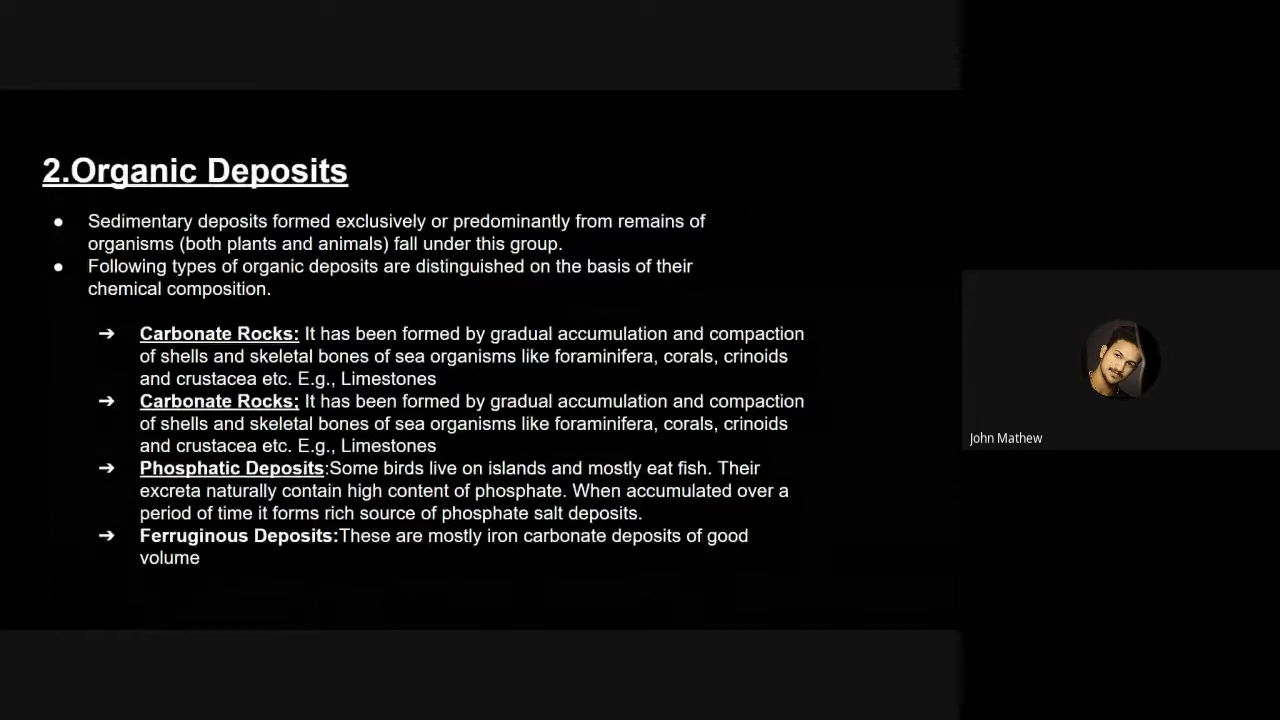 2.Organic Deposits
● Sedimentary deposits formed exclusively or predominantly from remains of
organisms (both plants and animals) fall under this group.
● Following types of organic deposits are distinguished on the basis of their
chemical composition.
➔ Carbonate Rocks: It has been formed by gradual accumulation and compaction
of shells and skeletal bones of sea organisms like foraminifera, corals, crinoids
and crustacea etc. E.g., Limestones
➔ Carbonate Rocks: It has been formed by gradual accumulation and compaction
of shells and skeletal bones of sea organisms like foraminifera, corals, crinoids
and crustacea etc. E.g., Limestones
➔ Phosphatic Deposits:Some birds live on islands and mostly eat fish. Their
excreta naturally contain high content of phosphate. When accumulated over a
period of time it forms rich source of phosphate salt deposits.
➔ Ferruginous Deposits:These are mostly iron carbonate deposits of good
volume
John Mathew